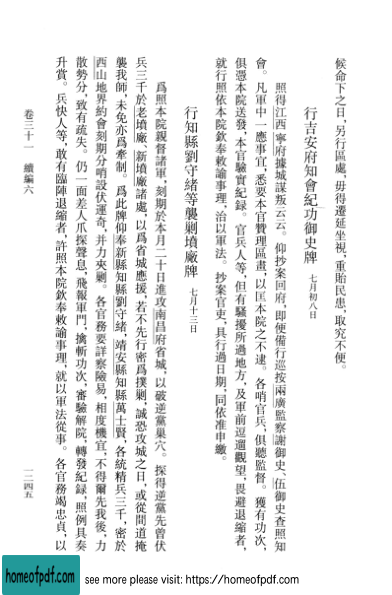 候命下之日，另行區處，毋得遷延坐視，重貽民患，取究不便。
行吉安府知會紀功御史牌 七月初八日
照得江西寧府據城謀叛云云。仰抄案回府，即便備行巡按兩廣監察謝御史、伍御史查照知
會。凡軍中一應事宜，悉要本官贊理區畫，以匡本院之不逮。各哨官兵，俱聽監督。獲有功次，
俱憑本院送發，本官驗實紀録。官兵人等，但有騷擾所過地方，及軍前逗遛觀望，畏避退縮者，
就行照依本院欽奉敕諭事理，治以軍法。抄案官吏，具行過日期，同依准申繳。
行知縣劉守緒等襲剿墳廠牌 七月十三日
爲照本院親督諸軍，刻期於本月二十日進攻南昌府省城，以破逆黨巢穴。探得逆黨先曾伏
兵三千於老墳廠、新墳廠諸處，以爲省城應援，若不先行密爲撲剿，誠恐攻城之日，或從間道掩
襲我師，未免亦爲牽制。爲此牌仰奉新縣知縣劉守緒、靖安縣知縣萬士賢，各統精兵三千，密於
西山地界約會刻期分哨設伏運奇，并力夾剿。各官務要詳察險易，相度機宜，不得爾先我後，力
散勢分，致有疏失。仍一面差人爪探聲息，飛報軍門，擒斬功次，審驗解院，轉發紀録，照例具奏
升賞。兵快人等，敢有臨陣退縮者，許照本院欽奉敕諭事理，就以軍法從事。各官務竭忠貞，以
卷三十一 續編六
一一四五
homeofpdf.com
see more please visit: https://homeofpdf.com